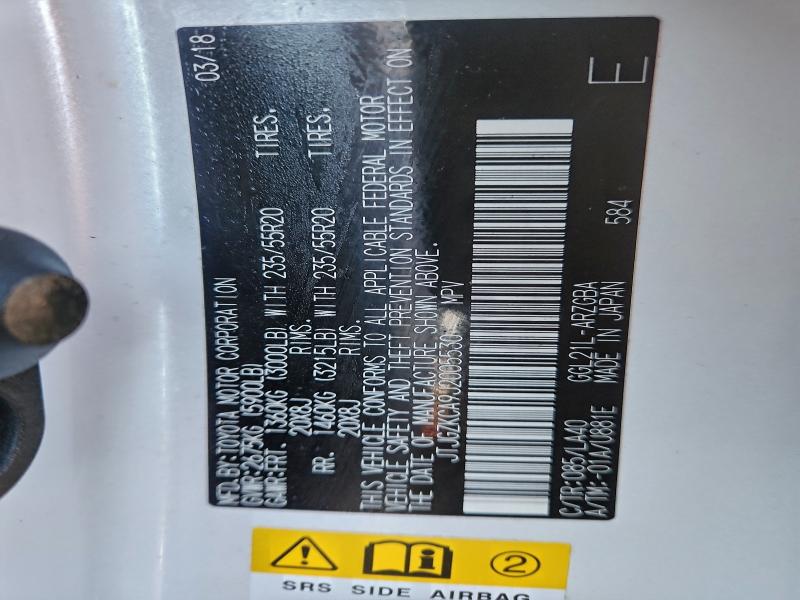 MFD.BY:TOYOTA MOTOR CORPORATION 03/18
GVWR:2675KG (5900LB)
GAWR:FRT. 1360KG (3000LB) WITH 235/55R20 TIRES.
20X8J RIMS.
RR. 1460KG (3215LB) WITH 235/55R20 TIRES.
20X8J RIMS.
THIS VEHICLE CONFORMS TO ALL APPLICABLE FEDERAL MOTOR
VEHICLE SAFETY AND THEFT PREVENTION STANDARDS IN EFFECT ON
THE DATE OF MANUFACTURE SHOWN ABOVE.
MPV
C/TR:085/LA40 GGL21L-ARZGBA
A/TM:-01A/U881E MADE IN JAPAN 584 E
2
SRS SIDE AIRBAG